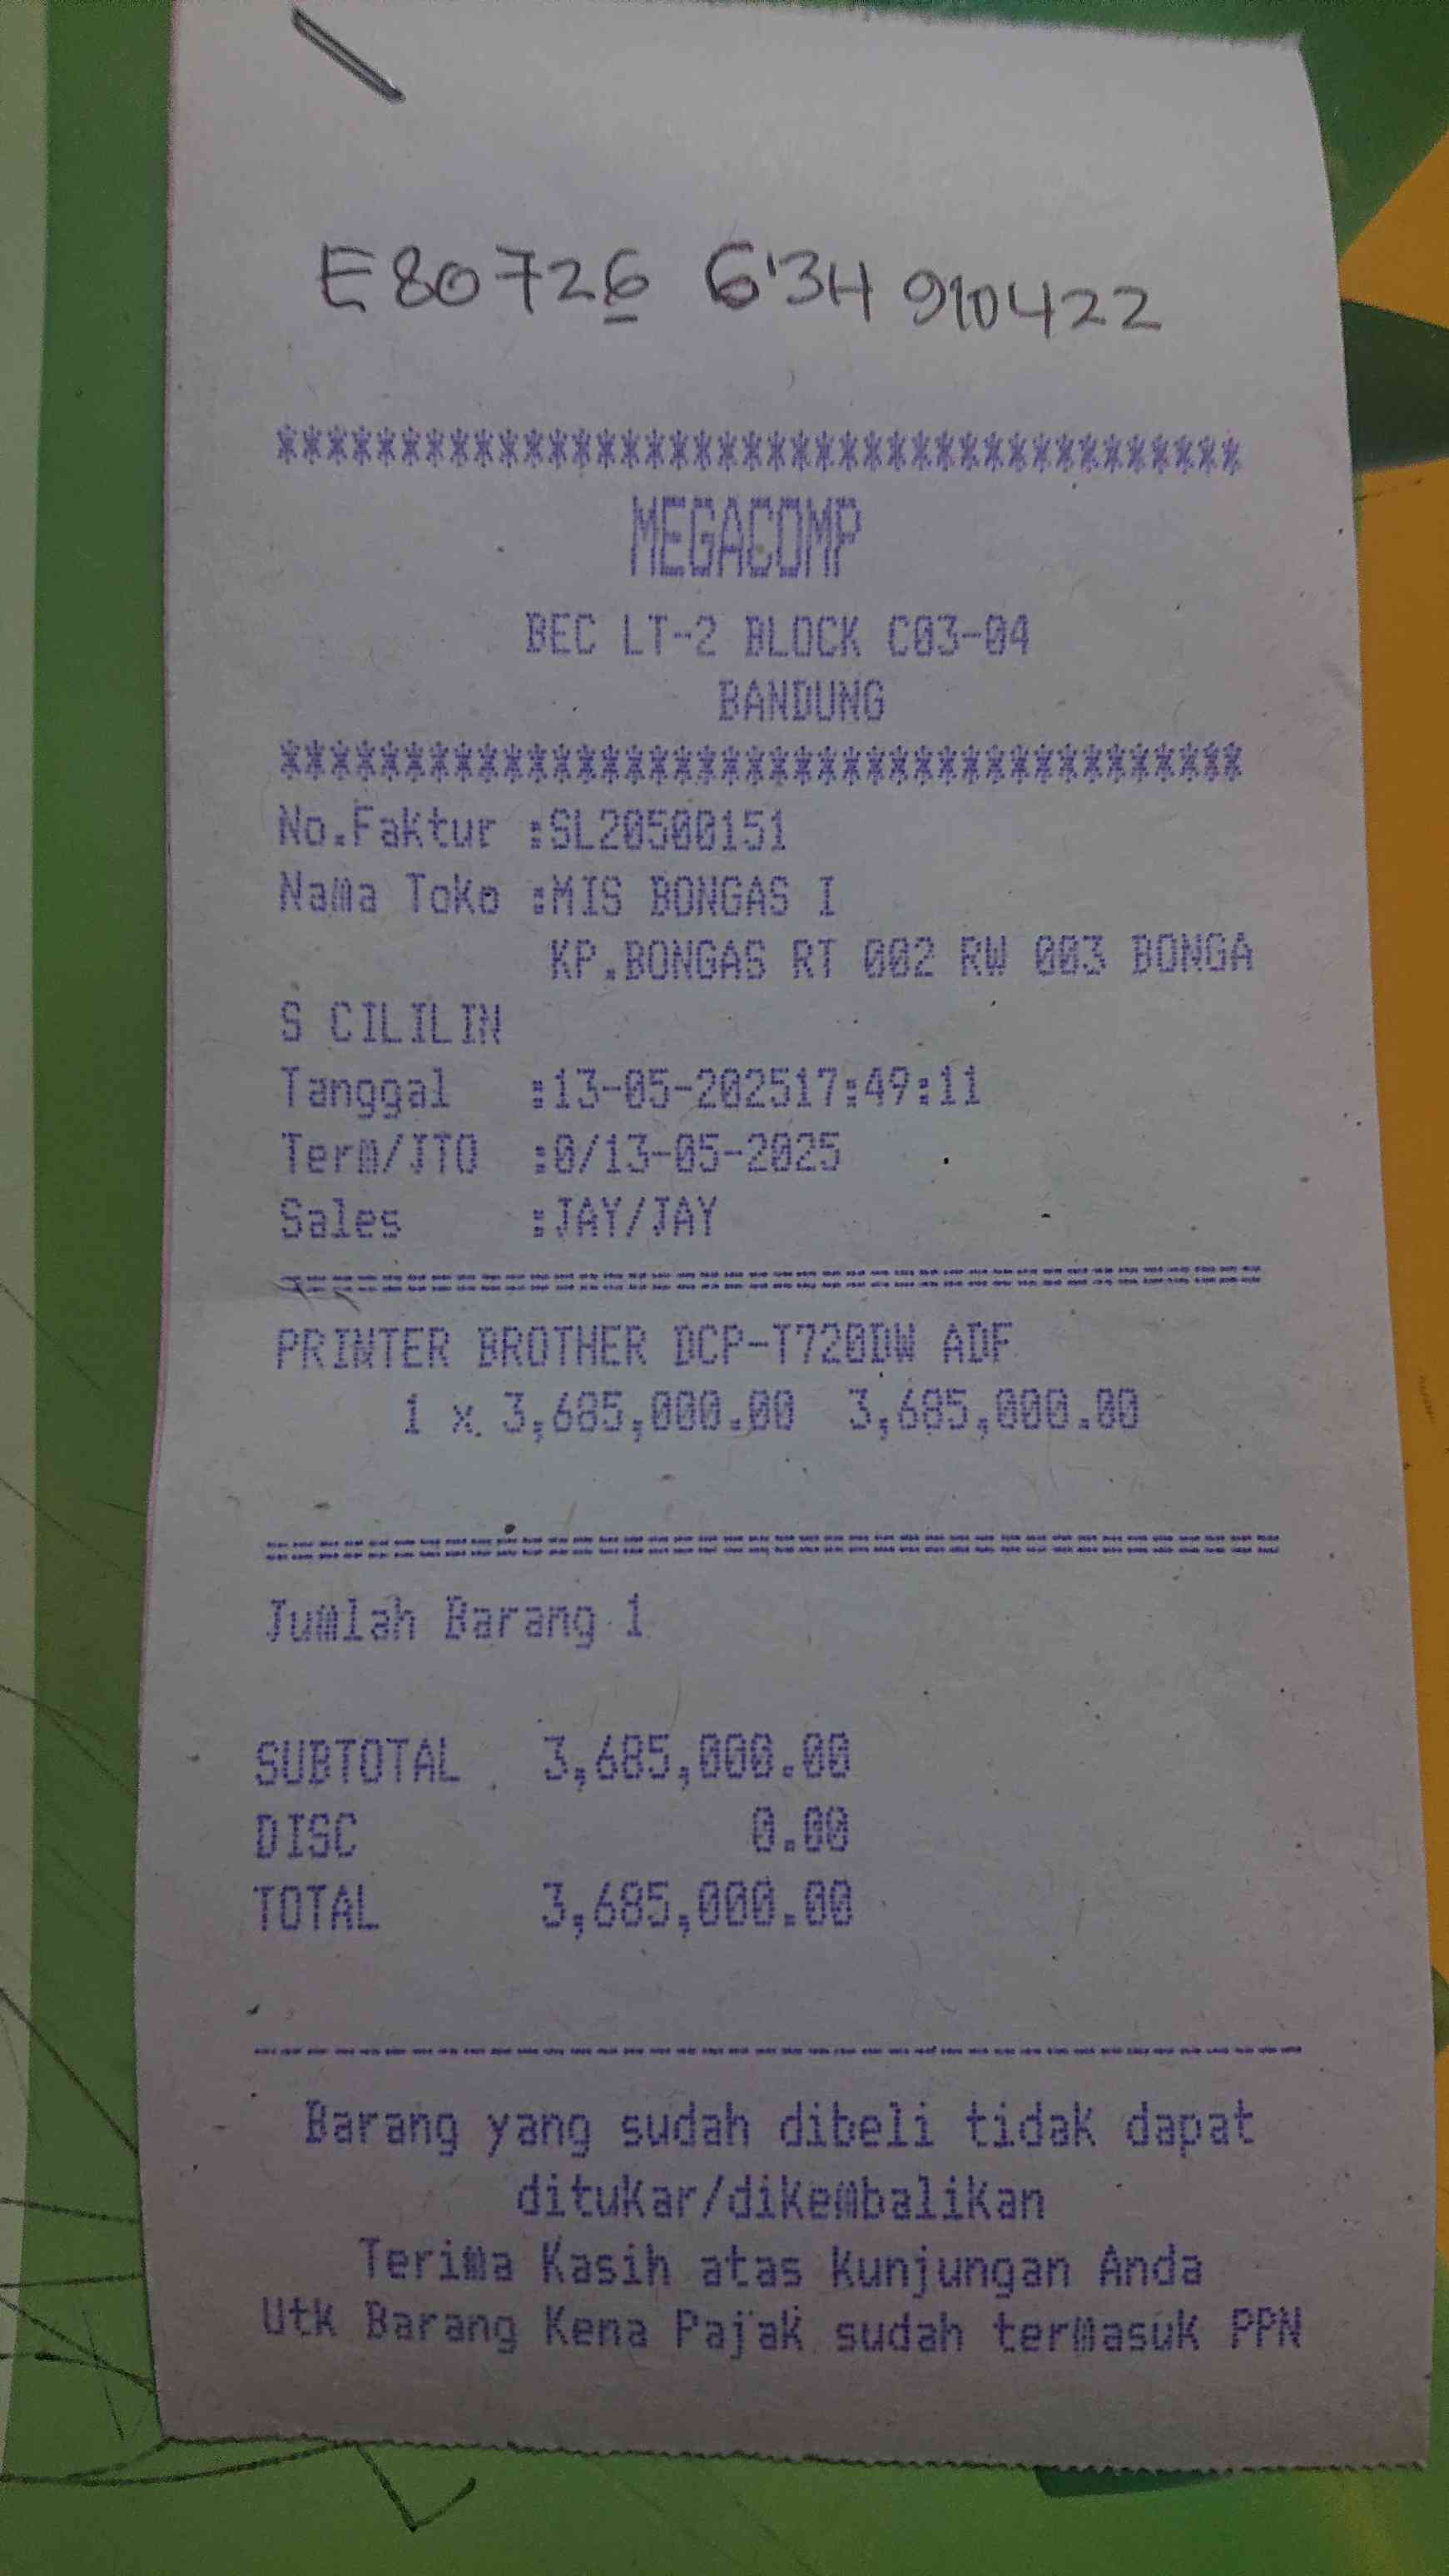 E80726 6'34 910422
****************************************
MEGACOMP
BEC LT-2 BLOCK C03-04
BANDUNG
****************************************
No.Faktur :SL20500151
Nama Toko :MIS BONGAS I
KP.BONGAS RT 002 RW 003 BONGA
S CILILIN
Tanggal :13-05-202517:49:11
Term/JTO :0/13-05-2025
Sales :JAY/JAY
========================================
PRINTER BROTHER DCP-T720DW ADF
1 x 3,685,000.00 3,685,000.00
========================================
Jumlah Barang 1
SUBTOTAL 3,685,000.00
DISC 0.00
TOTAL 3,685,000.00
----------------------------------------
Barang yang sudah dibeli tidak dapat
ditukar/dikembalikan
Terima Kasih atas Kunjungan Anda
Utk Barang Kena Pajak sudah termasuk PPN